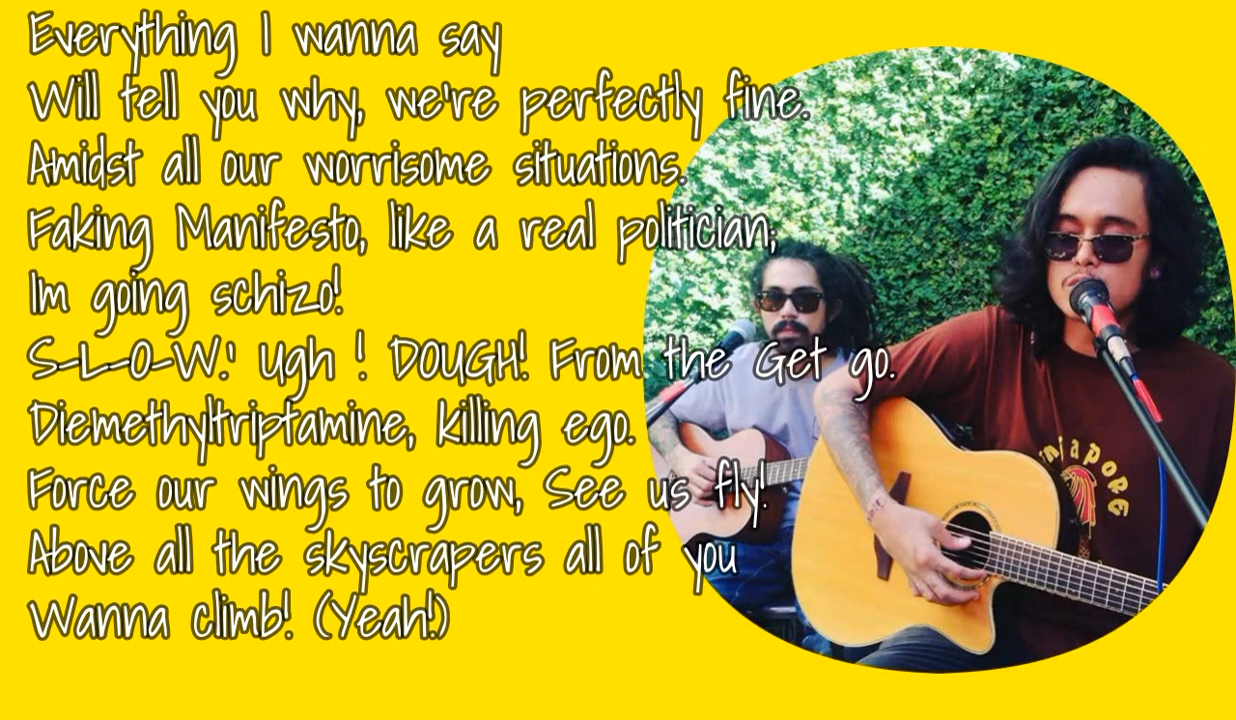 Everything I wanna say
Will tell you why, we're perfectly fine.
Amidst all our worrisome situations.
Faking Manifesto, like a real politician;
Im going schizo!
S-L-O-W.' Ugh ! DOUGH! From the Get go.
Diemethyltriptamine, killing ego.
Force our wings to grow, See us fly!
Above all the skyscrapers all of you
Wanna climb! (Yeah!)